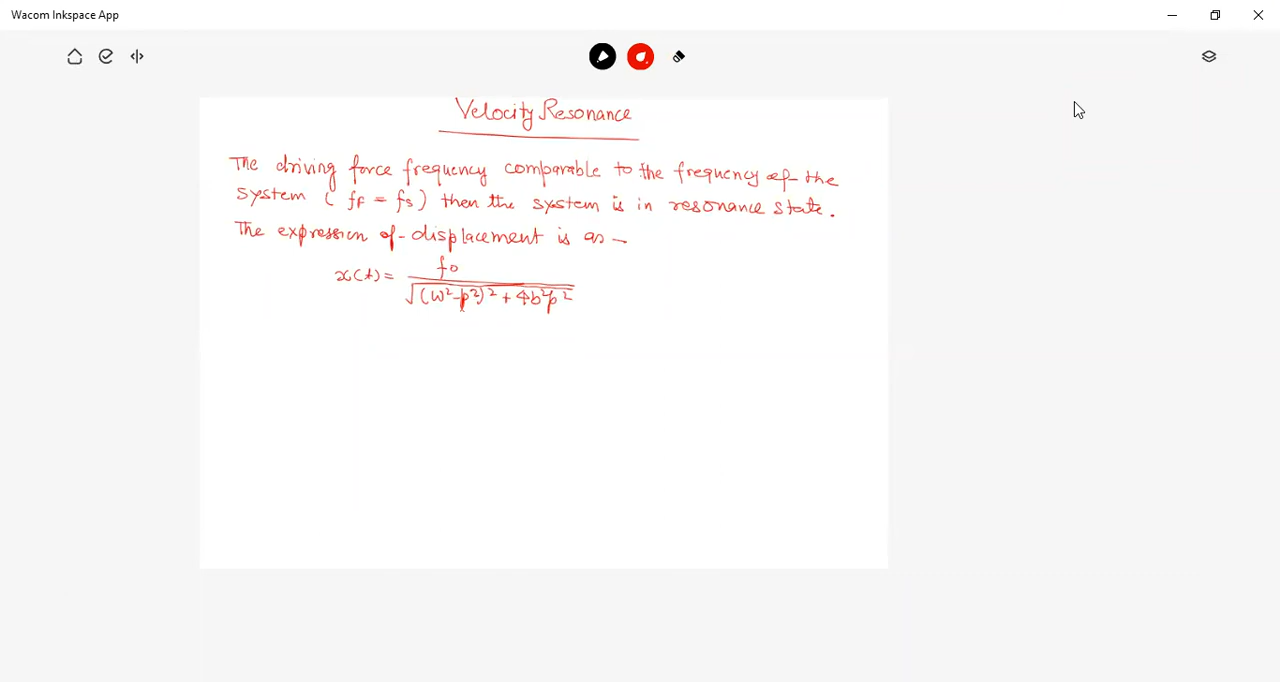 Wacom Inkspace App
Velocity Resonance
The driving force frequency comparable to the frequency of the
system ( fF = fs ) then the system is in resonance state.
The expression of displacement is as —
x(t) = f0 / √(ω²-p²)² + 4b²p²